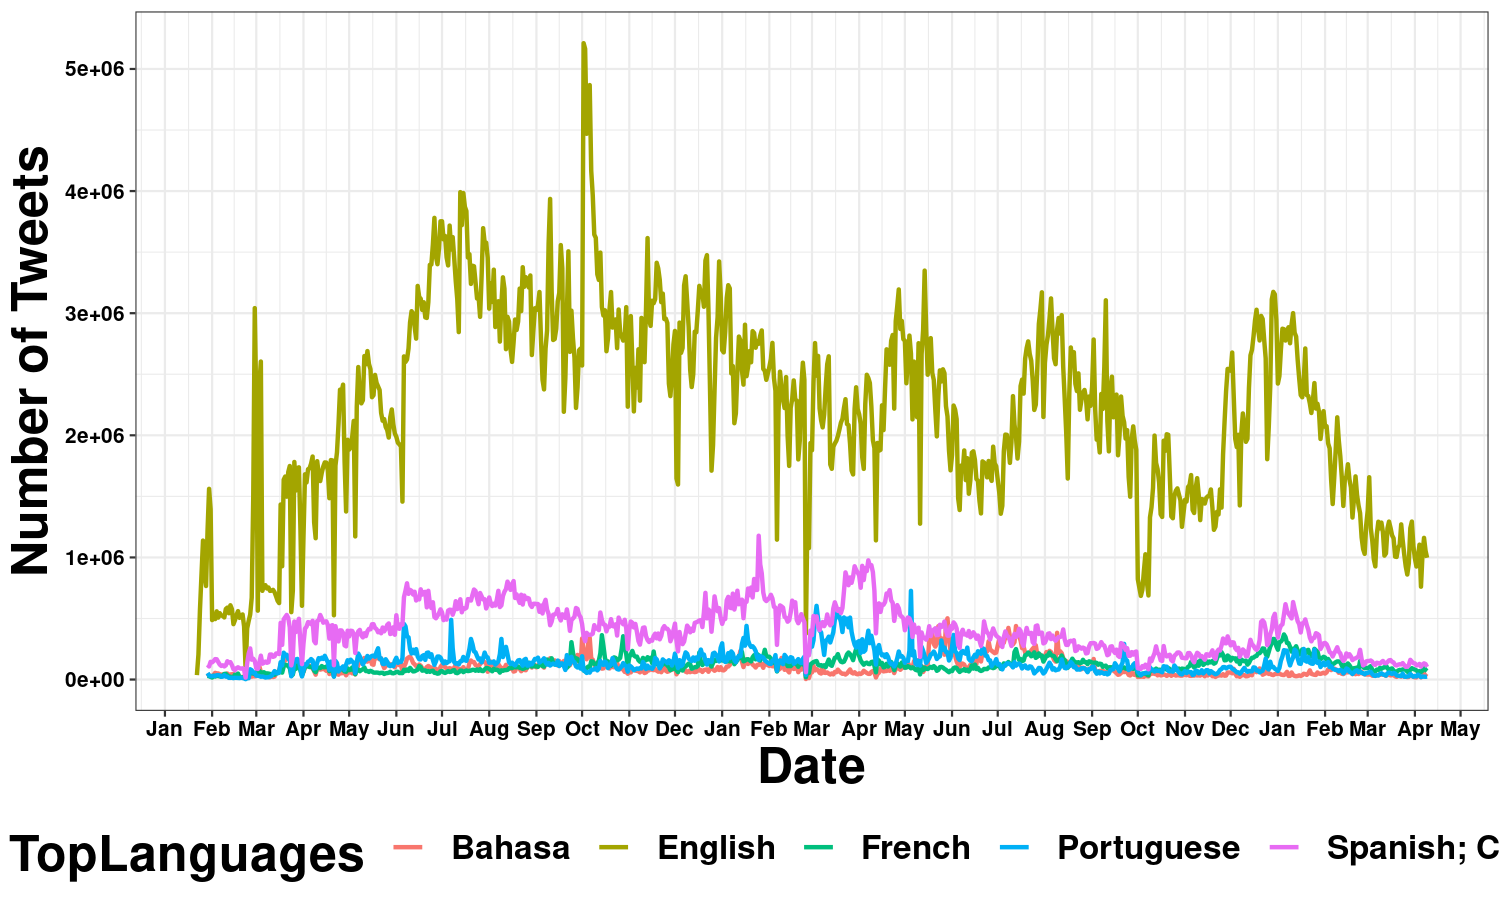 Number of Tweets
5e+06
4e+06
3e+06
2e+06
1e+06
0e+00
Jan Feb Mar Apr May Jun Jul Aug Sep Oct Nov Dec Jan Feb Mar Apr May Jun Jul Aug Sep Oct Nov Dec Jan Feb Mar Apr May
Date
TopLanguages Bahasa English French Portuguese Spanish; C